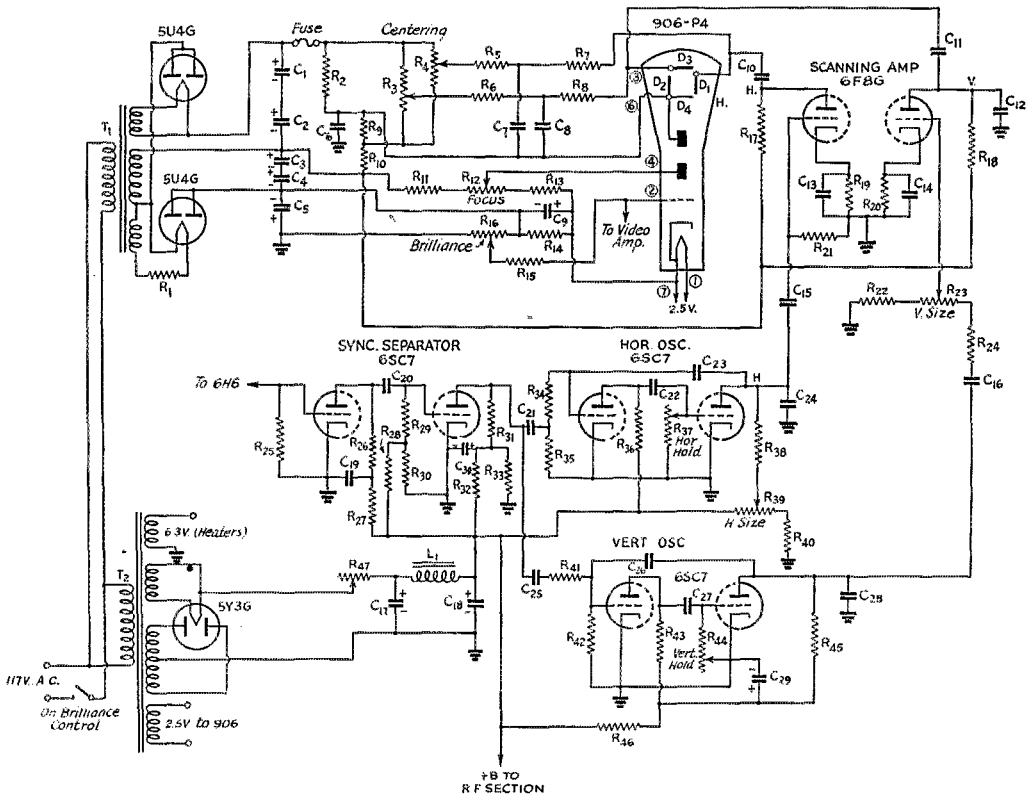 5U4G
Fuse
Centering
906-P4
C11
SCANNING AMP
6F8G
C1
R2
R4
R5
R7
D3
D2
D1
C10
H.
V.
C12
R3
R6
R8
③
⑥
D4
H.
T1
C2
C6
R9
C7
C8
R17
R18
5U4G
C3
C4
R10
④
C13
R19
R20
C14
R11
R12
FOCUS
R13
②
C5
R16
C9
Brilliance
R14
To Video
Amp.
R21
R1
R15
⑦
①
2.5V.
C15
R22
R23
V. Size
SYNC. SEPARATOR
6SC7
HOR. OSC.
6SC7
C23
R24
To 6H6
C20
R34
C22
H
C16
C21
C24
R25
R26
R28
R29
R31
R35
R36
R37
Hor
Hold
R38
C19
R30
C30
R32
R33
R27
R39
H Size
R40
6.3V. (Heaters)
VERT OSC
T2
R47
L1
C26
6SC7
5Y3G
C25
R41
C27
C28
C17
C18
R42
R43
R44
R45
Vert.
Hold
C29
117V. A.C.
On Brilliance
Control
2.5V to 906
R46
+B TO
R F SECTION